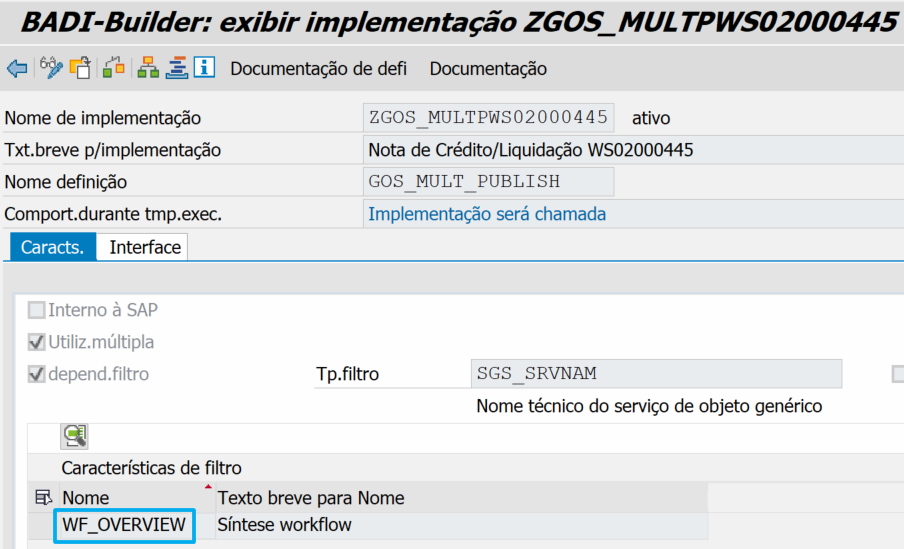 BADI-Builder: exibir implementação ZGOS_MULTPWS02000445
Documentação de defi Documentação
Nome de implementação ZGOS_MULTPWS02000445 ativo
Txt.breve p/implementação Nota de Crédito/Liquidação WS02000445
Nome definição GOS_MULT_PUBLISH
Comport.durante tmp.exec. Implementação será chamada
Caracts. Interface
Interno à SAP
Utiliz.múltipla
depend.filtro Tp.filtro SGS_SRVNAM
Nome técnico do serviço de objeto genérico
Características de filtro
Nome Texto breve para Nome
WF_OVERVIEW Síntese workflow